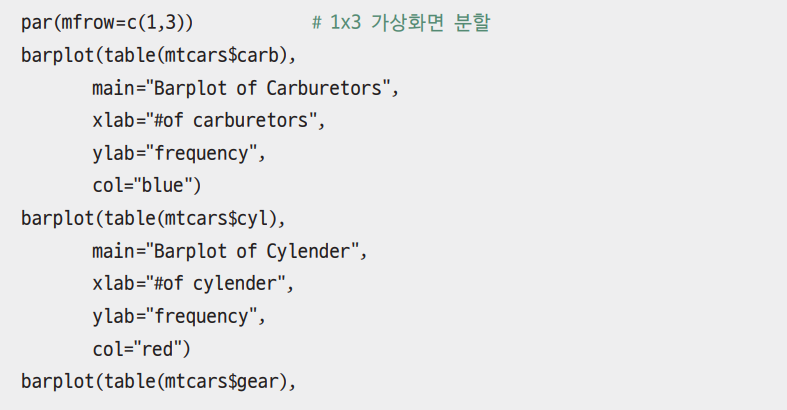 par(mfrow=c(1,3)) # 1x3 가상화면 분할
barplot(table(mtcars$carb),
main="Barplot of Carburetors",
xlab="#of carburetors",
ylab="frequency",
col="blue")
barplot(table(mtcars$cyl),
main="Barplot of Cylender",
xlab="#of cylender",
ylab="frequency",
col="red")
barplot(table(mtcars$gear),